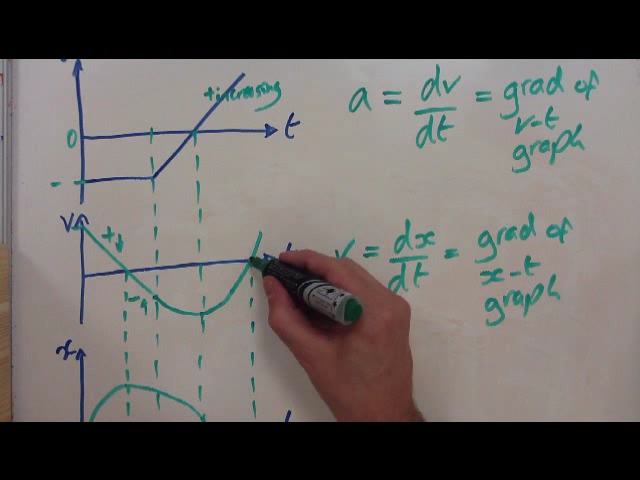 +increasing
0
t
-
a = dv/dt = grad of
v-t
graph
v
+↓
-↑
v = dx/dt = grad of
x-t
graph
x